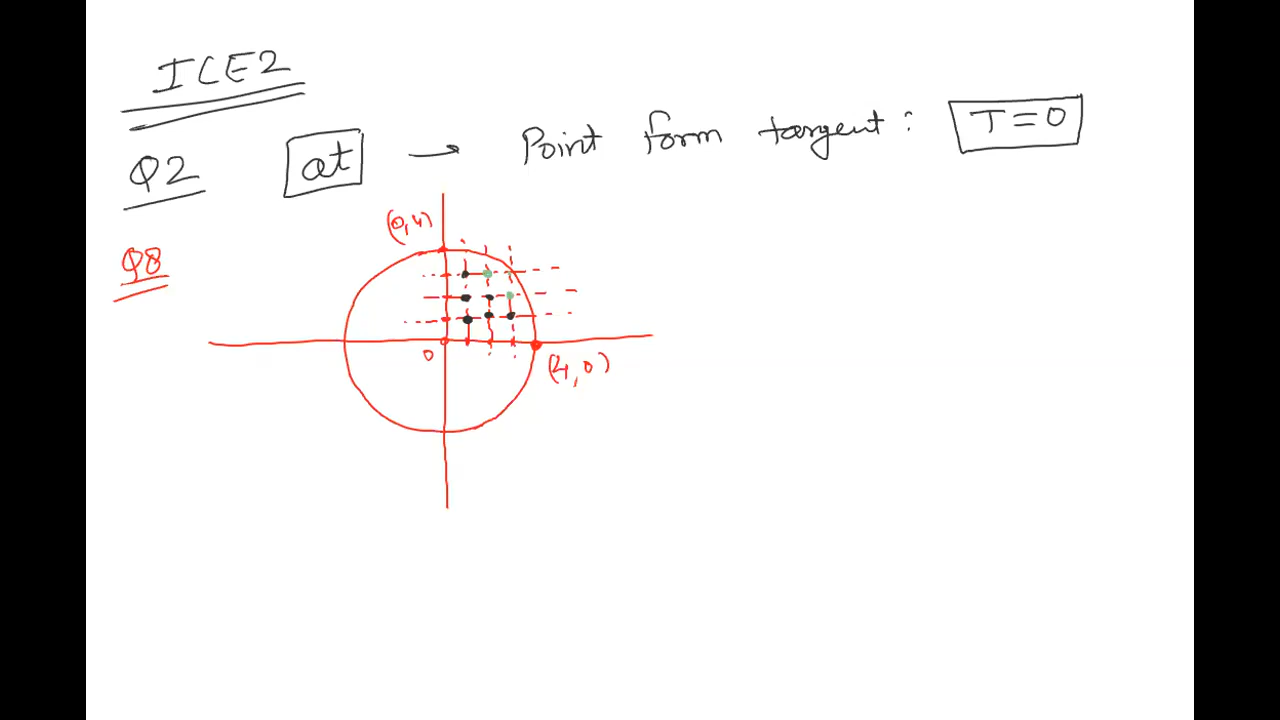 ICE2
Q2 at → Point form tangent: T=0
Q8
(0,4)
0
(4,0)